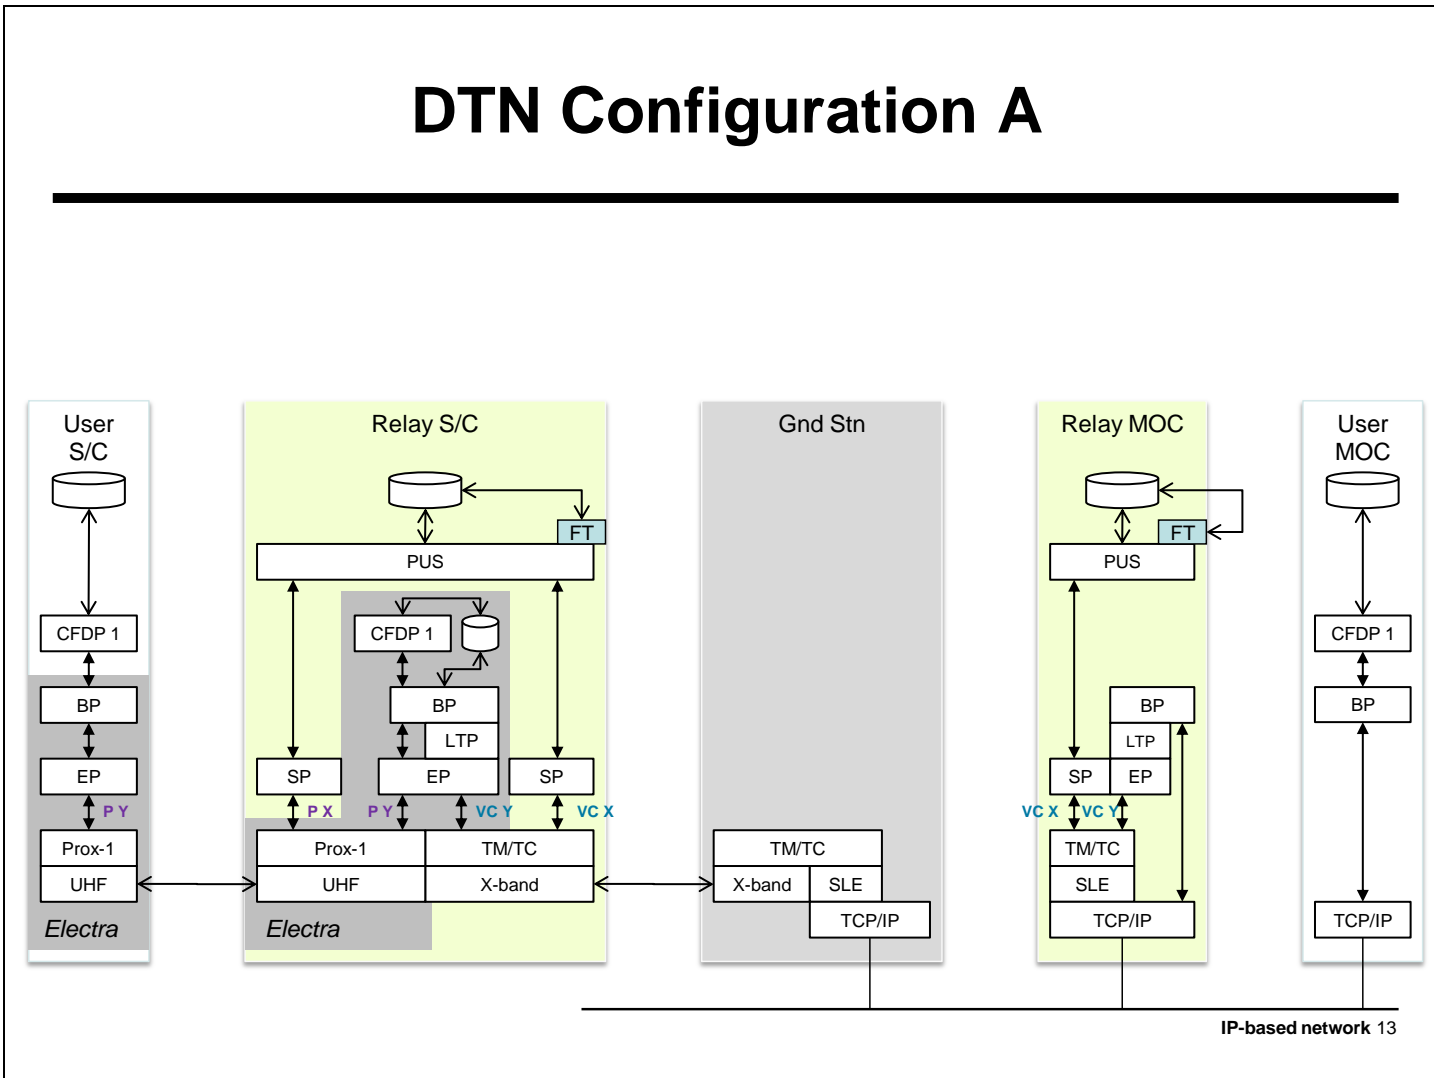 DTN Configuration A
User
S/C
CFDP 1
BP
EP
P Y
Prox-1
UHF
Electra
Relay S/C
FT
PUS
CFDP 1
BP
LTP
SP
EP
SP
P X
P Y
VC Y
VC X
Prox-1
TM/TC
UHF
X-band
Electra
Gnd Stn
TM/TC
X-band
SLE
TCP/IP
Relay MOC
FT
PUS
BP
LTP
SP
EP
VC X
VC Y
TM/TC
SLE
TCP/IP
User
MOC
CFDP 1
BP
TCP/IP
IP-based network 13